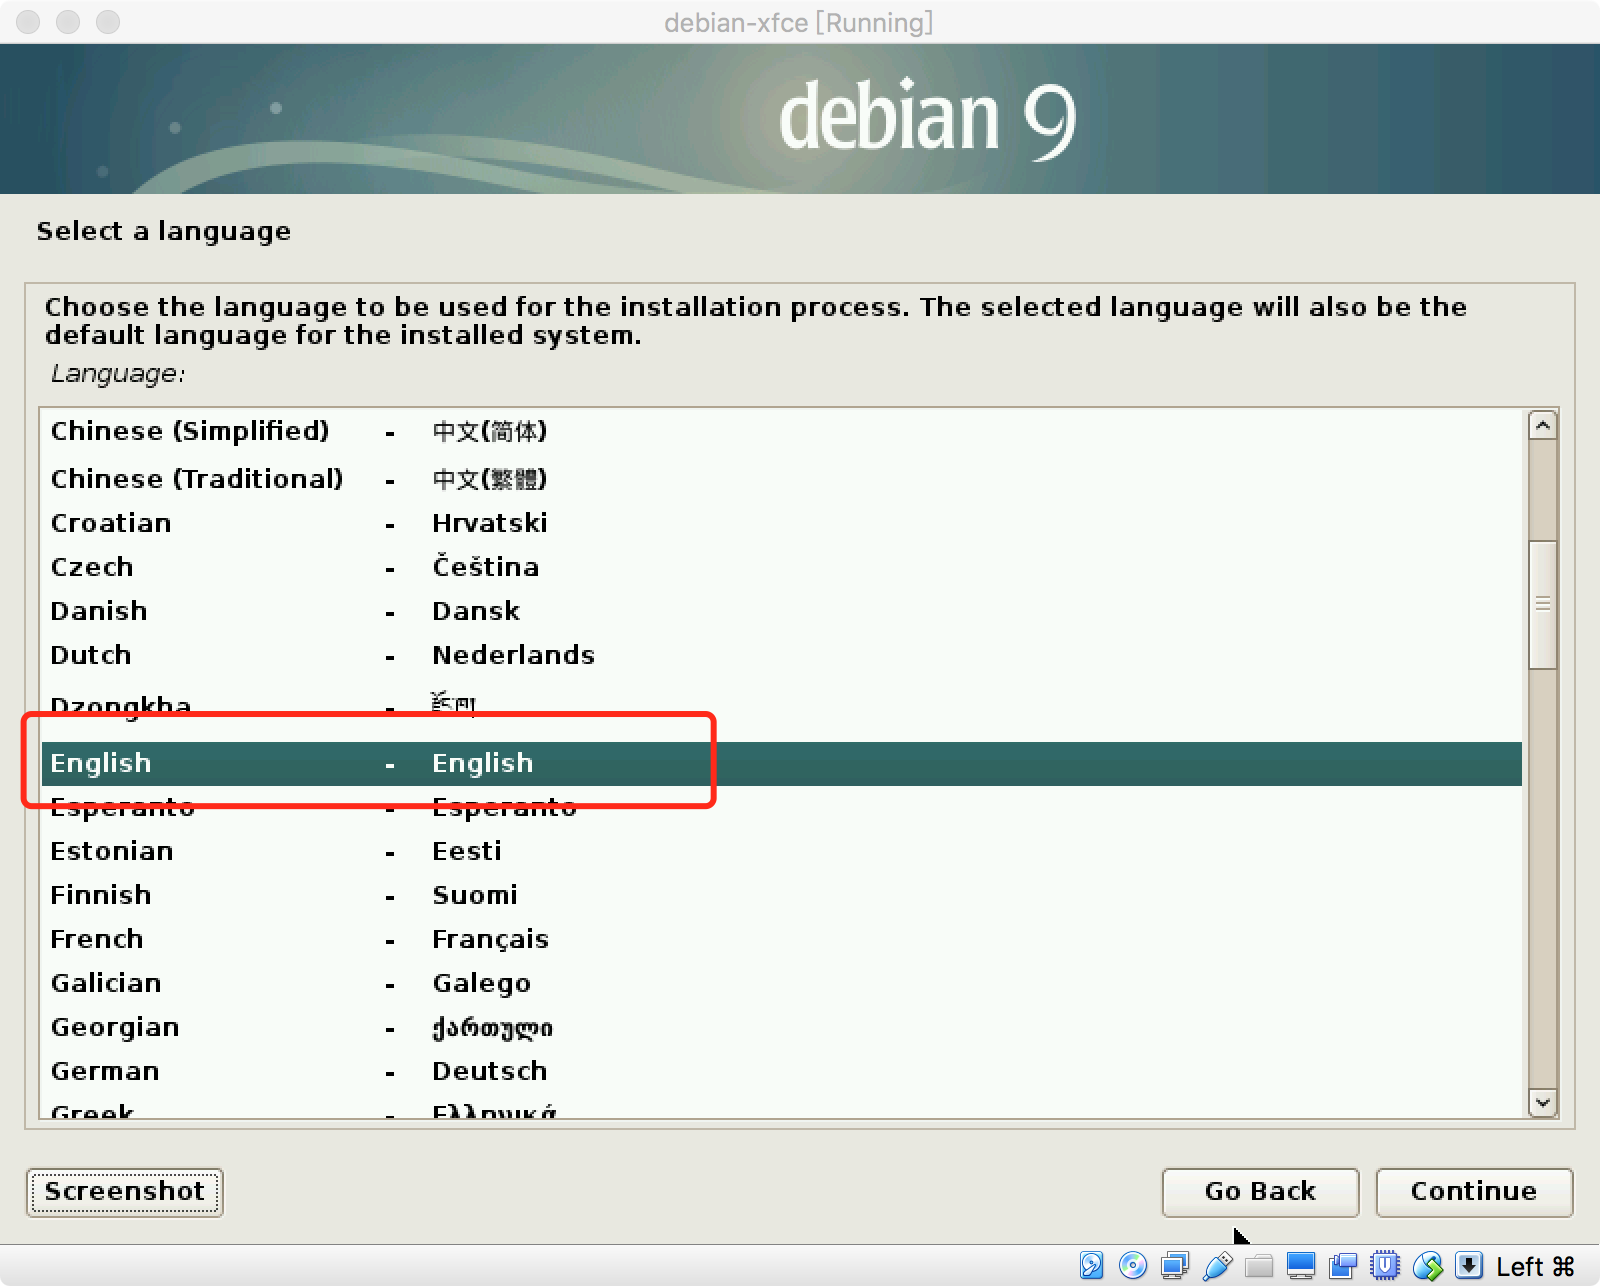 debian-xfce [Running]
debian 9
Select a language
Choose the language to be used for the installation process. The selected language will also be the
default language for the installed system.
Language:
Chinese (Simplified) - 中文(简体)
Chinese (Traditional) - 中文(繁體)
Croatian - Hrvatski
Czech - Čeština
Danish - Dansk
Dutch - Nederlands
Dzongkha -
English - English
Esperanto - Esperanto
Estonian - Eesti
Finnish - Suomi
French - Français
Galician - Galego
Georgian - ქართული
German - Deutsch
Greek - Ελληνικά
Screenshot
Go Back
Continue
Left ⌘